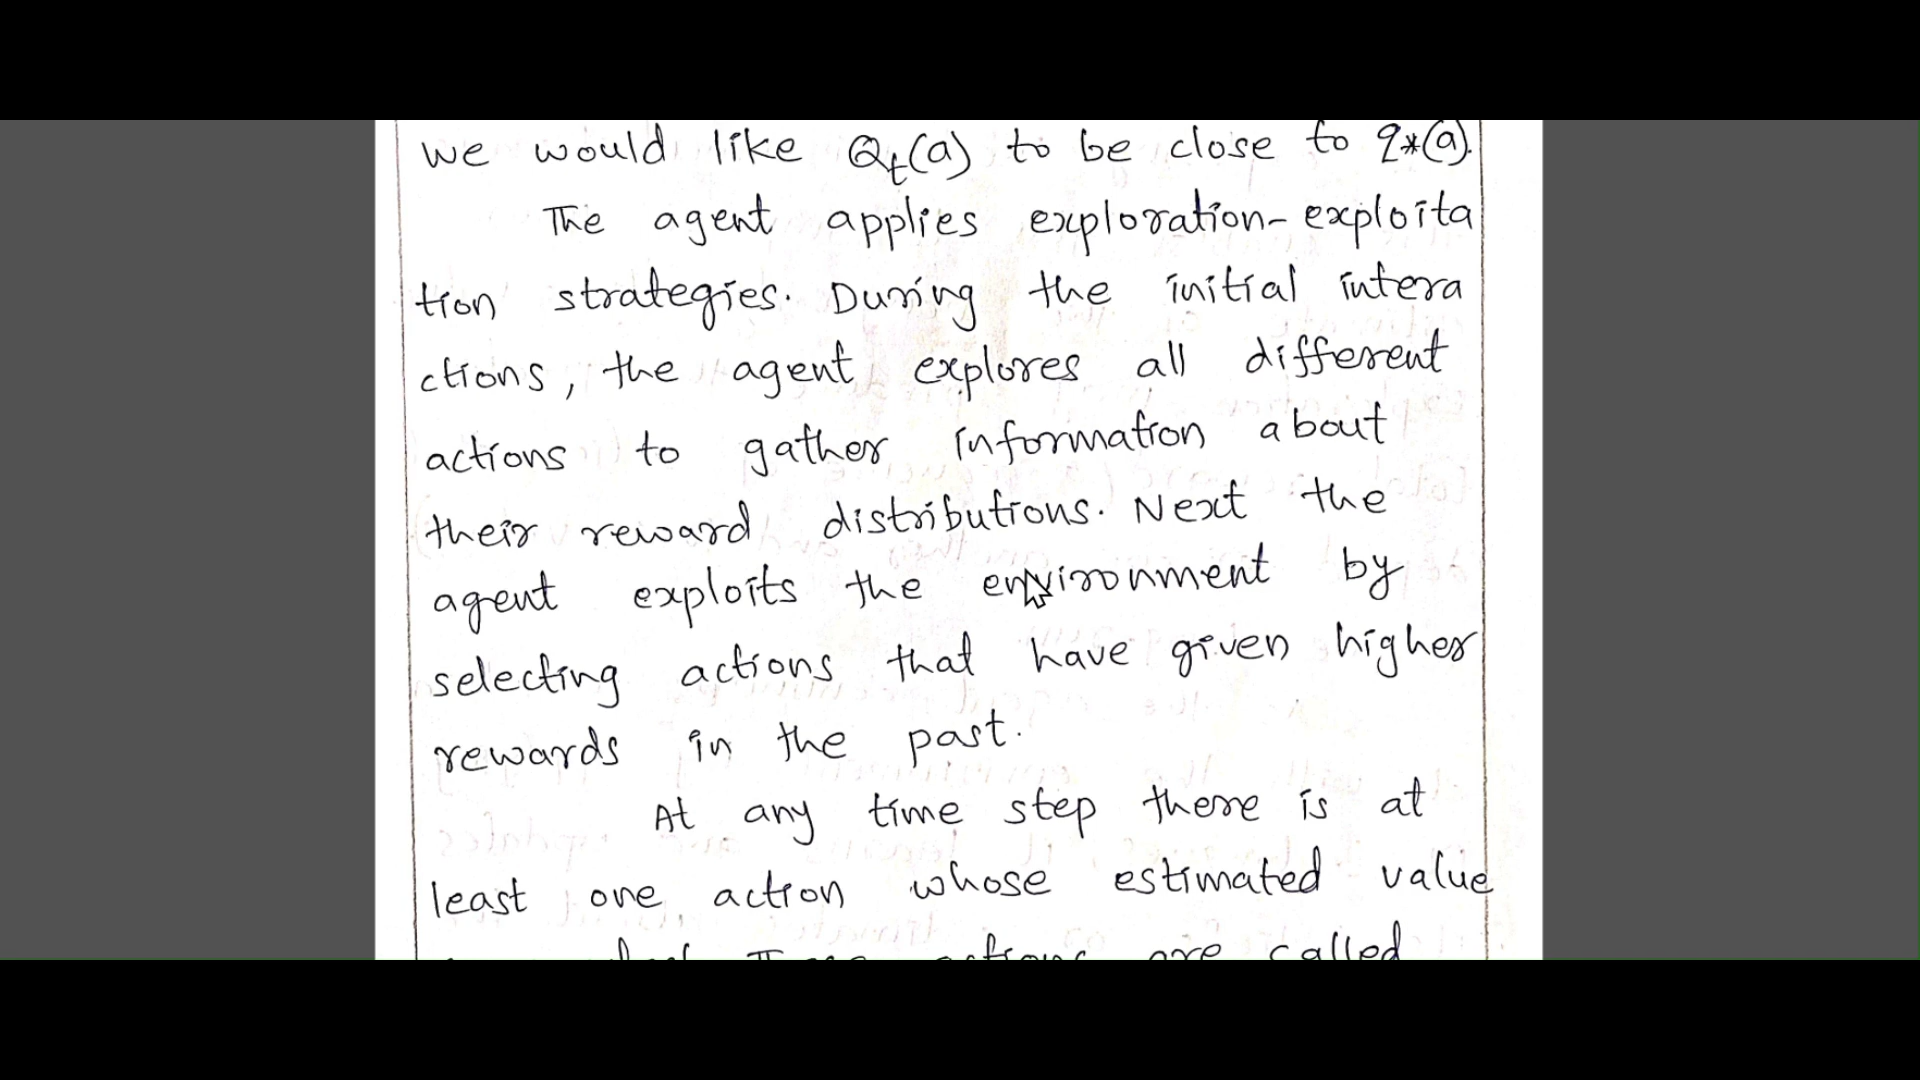 we would like Qt(a) to be close to q*(a).
The agent applies exploration-exploita
tion strategies. During the initial intera
ctions, the agent explores all different
actions to gather information about
their reward distributions. Next the
agent exploits the environment by
selecting actions that have given higher
rewards in the past.
At any time step there is at
least one action whose estimated value
are called